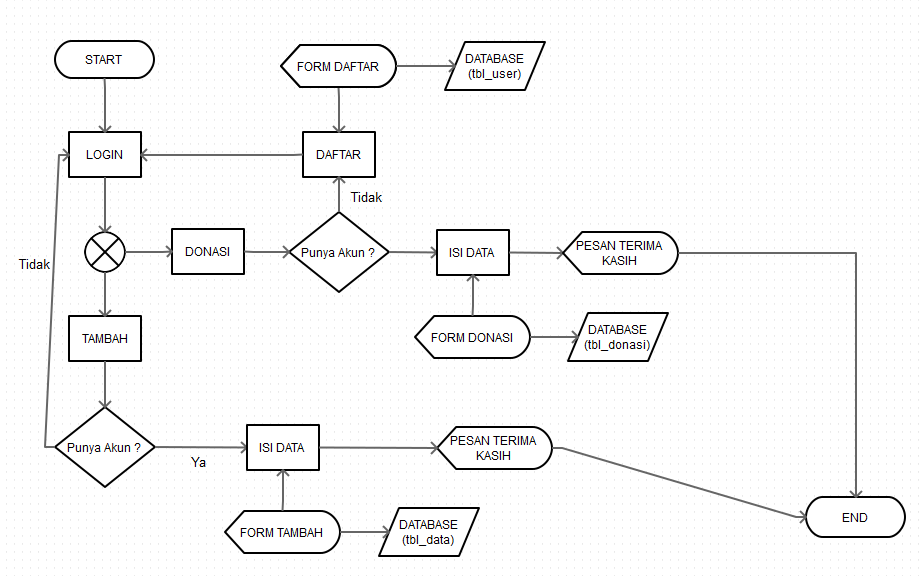 START
FORM DAFTAR
DATABASE
(tbl_user)
LOGIN
DAFTAR
Tidak
DONASI
Punya Akun ?
ISI DATA
PESAN TERIMA
KASIH
Tidak
TAMBAH
FORM DONASI
DATABASE
(tbl_donasi)
Punya Akun ?
Ya
ISI DATA
PESAN TERIMA
KASIH
FORM TAMBAH
DATABASE
(tbl_data)
END